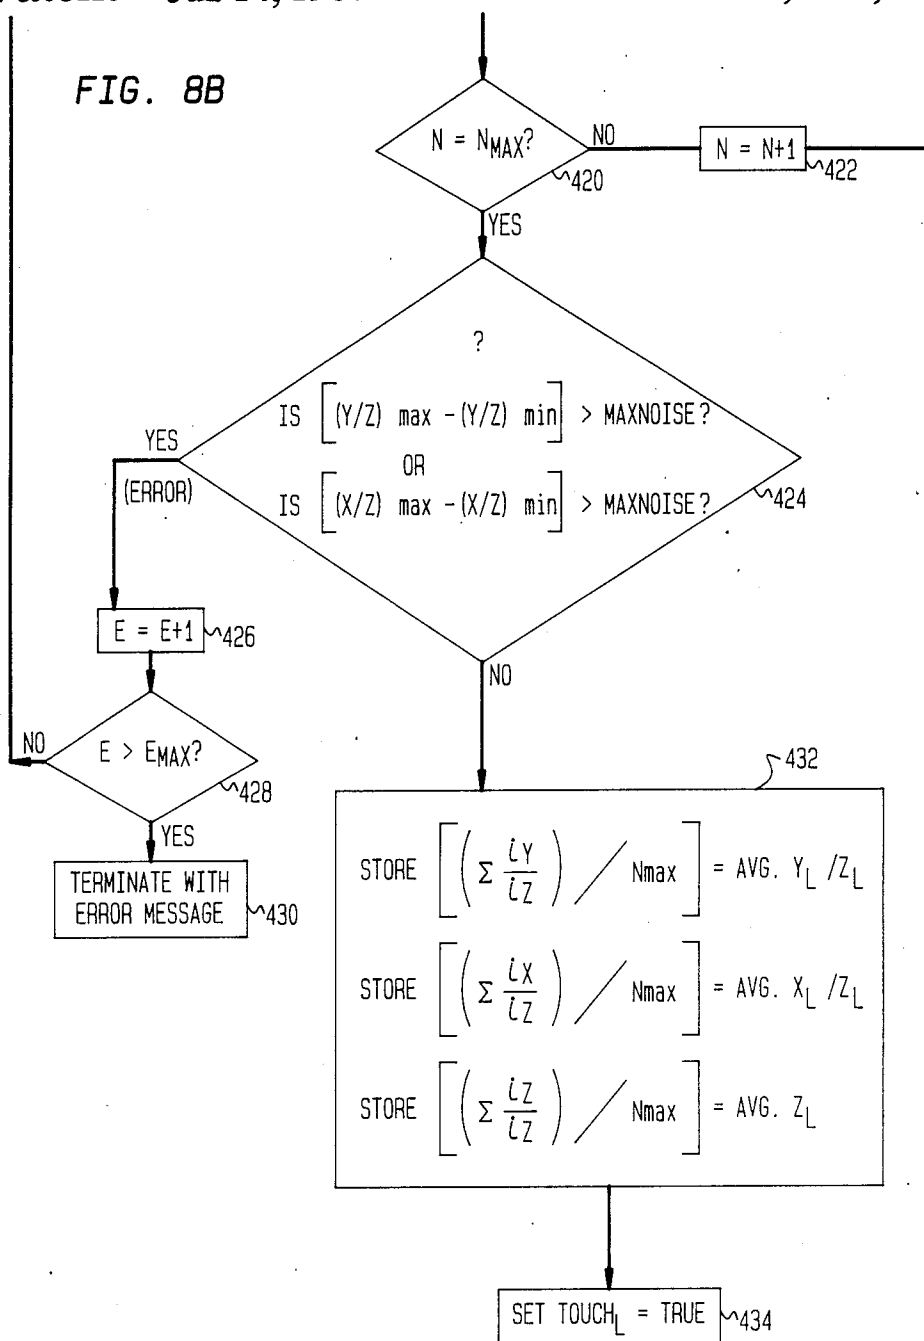 FIG. 8B
N = NMAX?
NO
N = N+1
422
420
YES
?
IS [(Y/Z) max - (Y/Z) min] > MAXNOISE?
OR
IS [(X/Z) max - (X/Z) min] > MAXNOISE?
424
YES
(ERROR)
E = E+1
426
NO
E > EMAX?
428
YES
TERMINATE WITH
ERROR MESSAGE
430
NO
432
STORE [(Σ iY/iZ) / Nmax] = AVG. YL /ZL
STORE [(Σ iX/iZ) / Nmax] = AVG. XL /ZL
STORE [(Σ iZ/iZ) / Nmax] = AVG. ZL
SET TOUCHL = TRUE
434